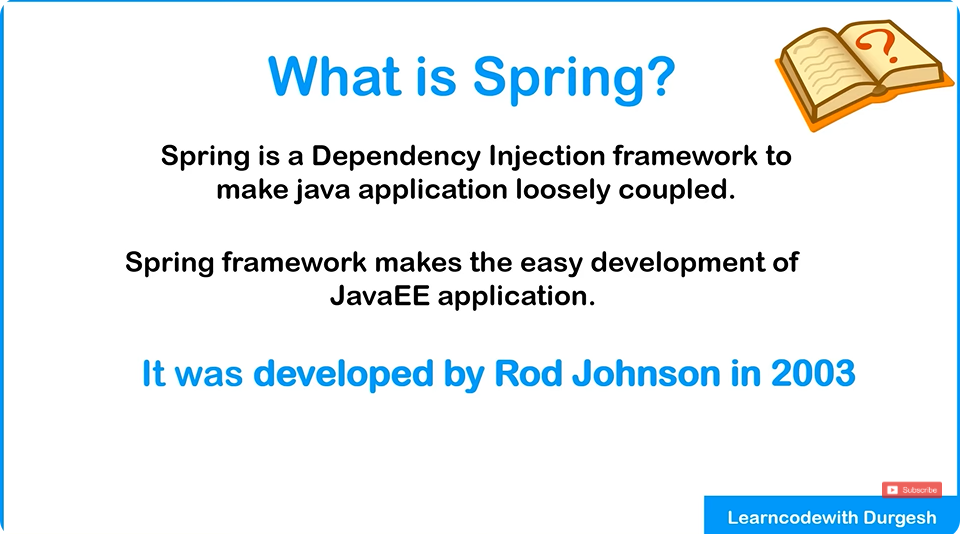 What is Spring?
Spring is a Dependency Injection framework to
make java application loosely coupled.
Spring framework makes the easy development of
JavaEE application.
It was developed by Rod Johnson in 2003
Subscribe
Learncodewith Durgesh